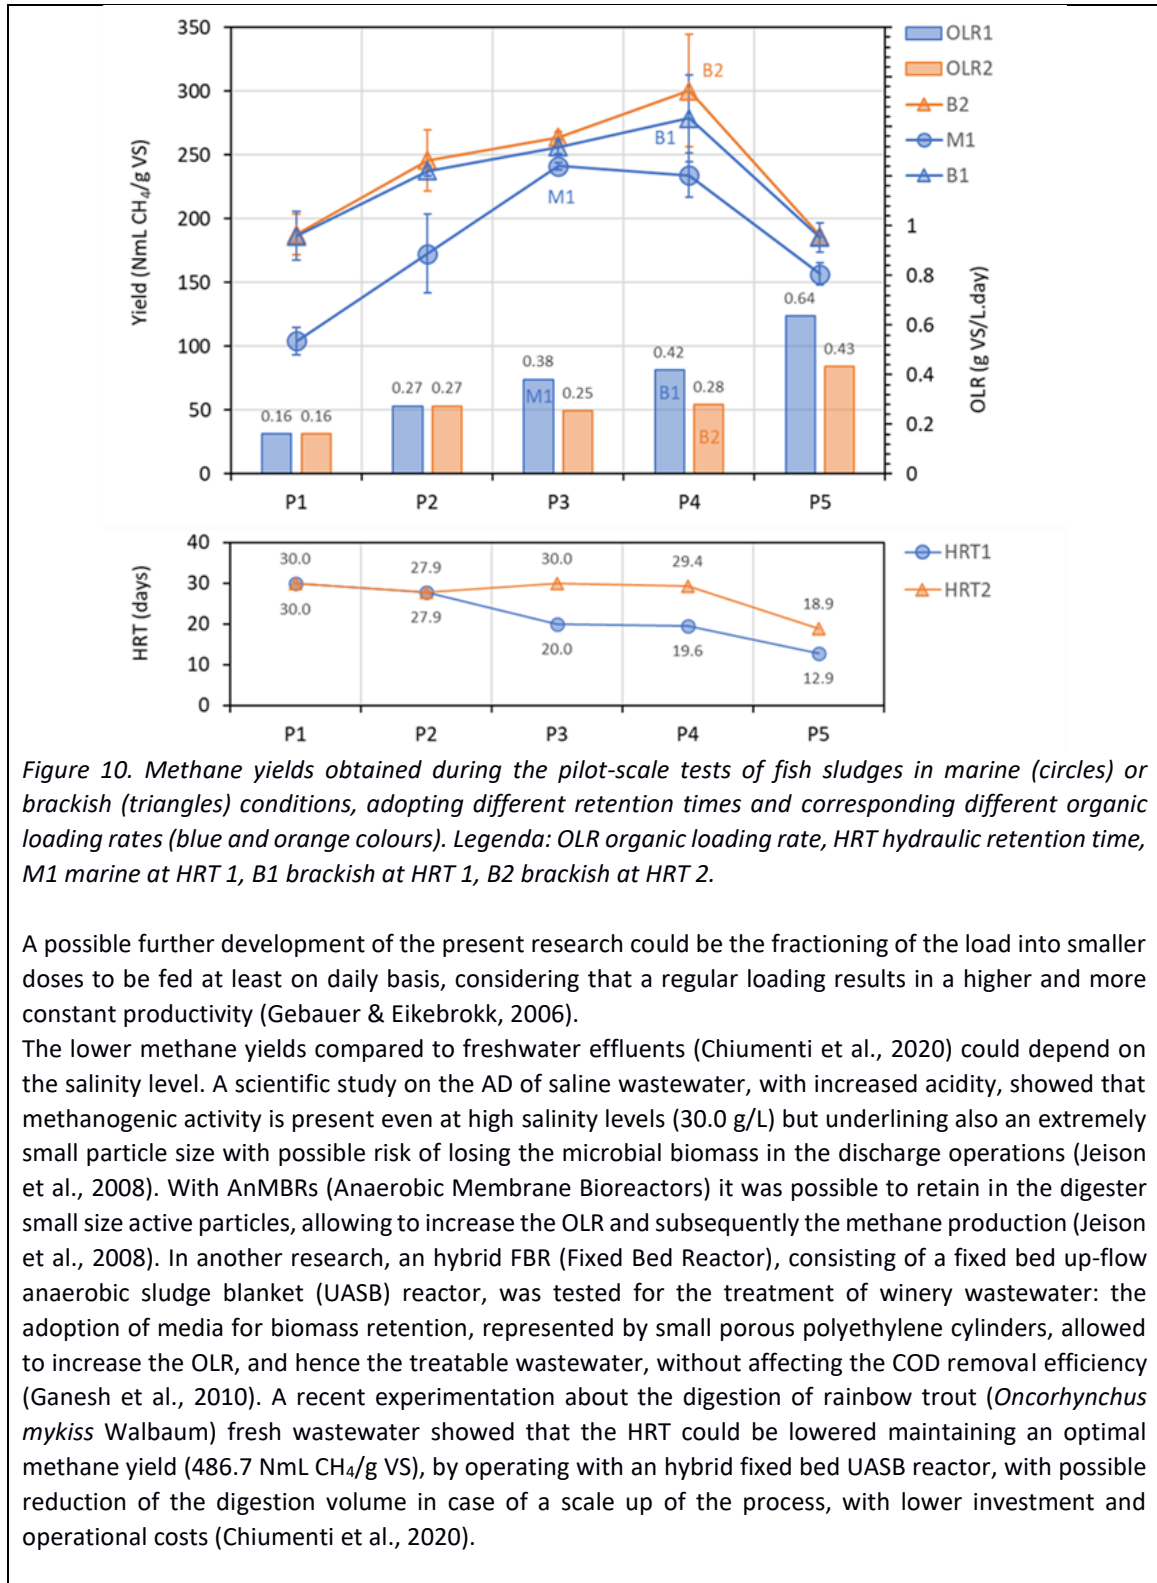 350
300
250
200
150
100
50
0
Yield (NmL CH₄/g VS)
B2
B1
M1
0.16 0.16
0.27 0.27
0.38
0.25
0.42
0.28
0.64
0.43
M1
B1
B2
1
0.8
0.6
0.4
0.2
0
OLR (g VS/L.day)
P1 P2 P3 P4 P5
OLR1
OLR2
B2
M1
B1
40
30
20
10
0
HRT (days)
30.0 27.9 30.0 29.4 18.9
30.0 27.9 20.0 19.6 12.9
P1 P2 P3 P4 P5
HRT1
HRT2
Figure 10. Methane yields obtained during the pilot-scale tests of fish sludges in marine (circles) or
brackish (triangles) conditions, adopting different retention times and corresponding different organic
loading rates (blue and orange colours). Legenda: OLR organic loading rate, HRT hydraulic retention time,
M1 marine at HRT 1, B1 brackish at HRT 1, B2 brackish at HRT 2.
A possible further development of the present research could be the fractioning of the load into smaller
doses to be fed at least on daily basis, considering that a regular loading results in a higher and more
constant productivity (Gebauer & Eikebrokk, 2006).
The lower methane yields compared to freshwater effluents (Chiumenti et al., 2020) could depend on
the salinity level. A scientific study on the AD of saline wastewater, with increased acidity, showed that
methanogenic activity is present even at high salinity levels (30.0 g/L) but underlining also an extremely
small particle size with possible risk of losing the microbial biomass in the discharge operations (Jeison
et al., 2008). With AnMBRs (Anaerobic Membrane Bioreactors) it was possible to retain in the digester
small size active particles, allowing to increase the OLR and subsequently the methane production (Jeison
et al., 2008). In another research, an hybrid FBR (Fixed Bed Reactor), consisting of a fixed bed up-flow
anaerobic sludge blanket (UASB) reactor, was tested for the treatment of winery wastewater: the
adoption of media for biomass retention, represented by small porous polyethylene cylinders, allowed
to increase the OLR, and hence the treatable wastewater, without affecting the COD removal efficiency
(Ganesh et al., 2010). A recent experimentation about the digestion of rainbow trout (Oncorhynchus
mykiss Walbaum) fresh wastewater showed that the HRT could be lowered maintaining an optimal
methane yield (486.7 NmL CH₄/g VS), by operating with an hybrid fixed bed UASB reactor, with possible
reduction of the digestion volume in case of a scale up of the process, with lower investment and
operational costs (Chiumenti et al., 2020).